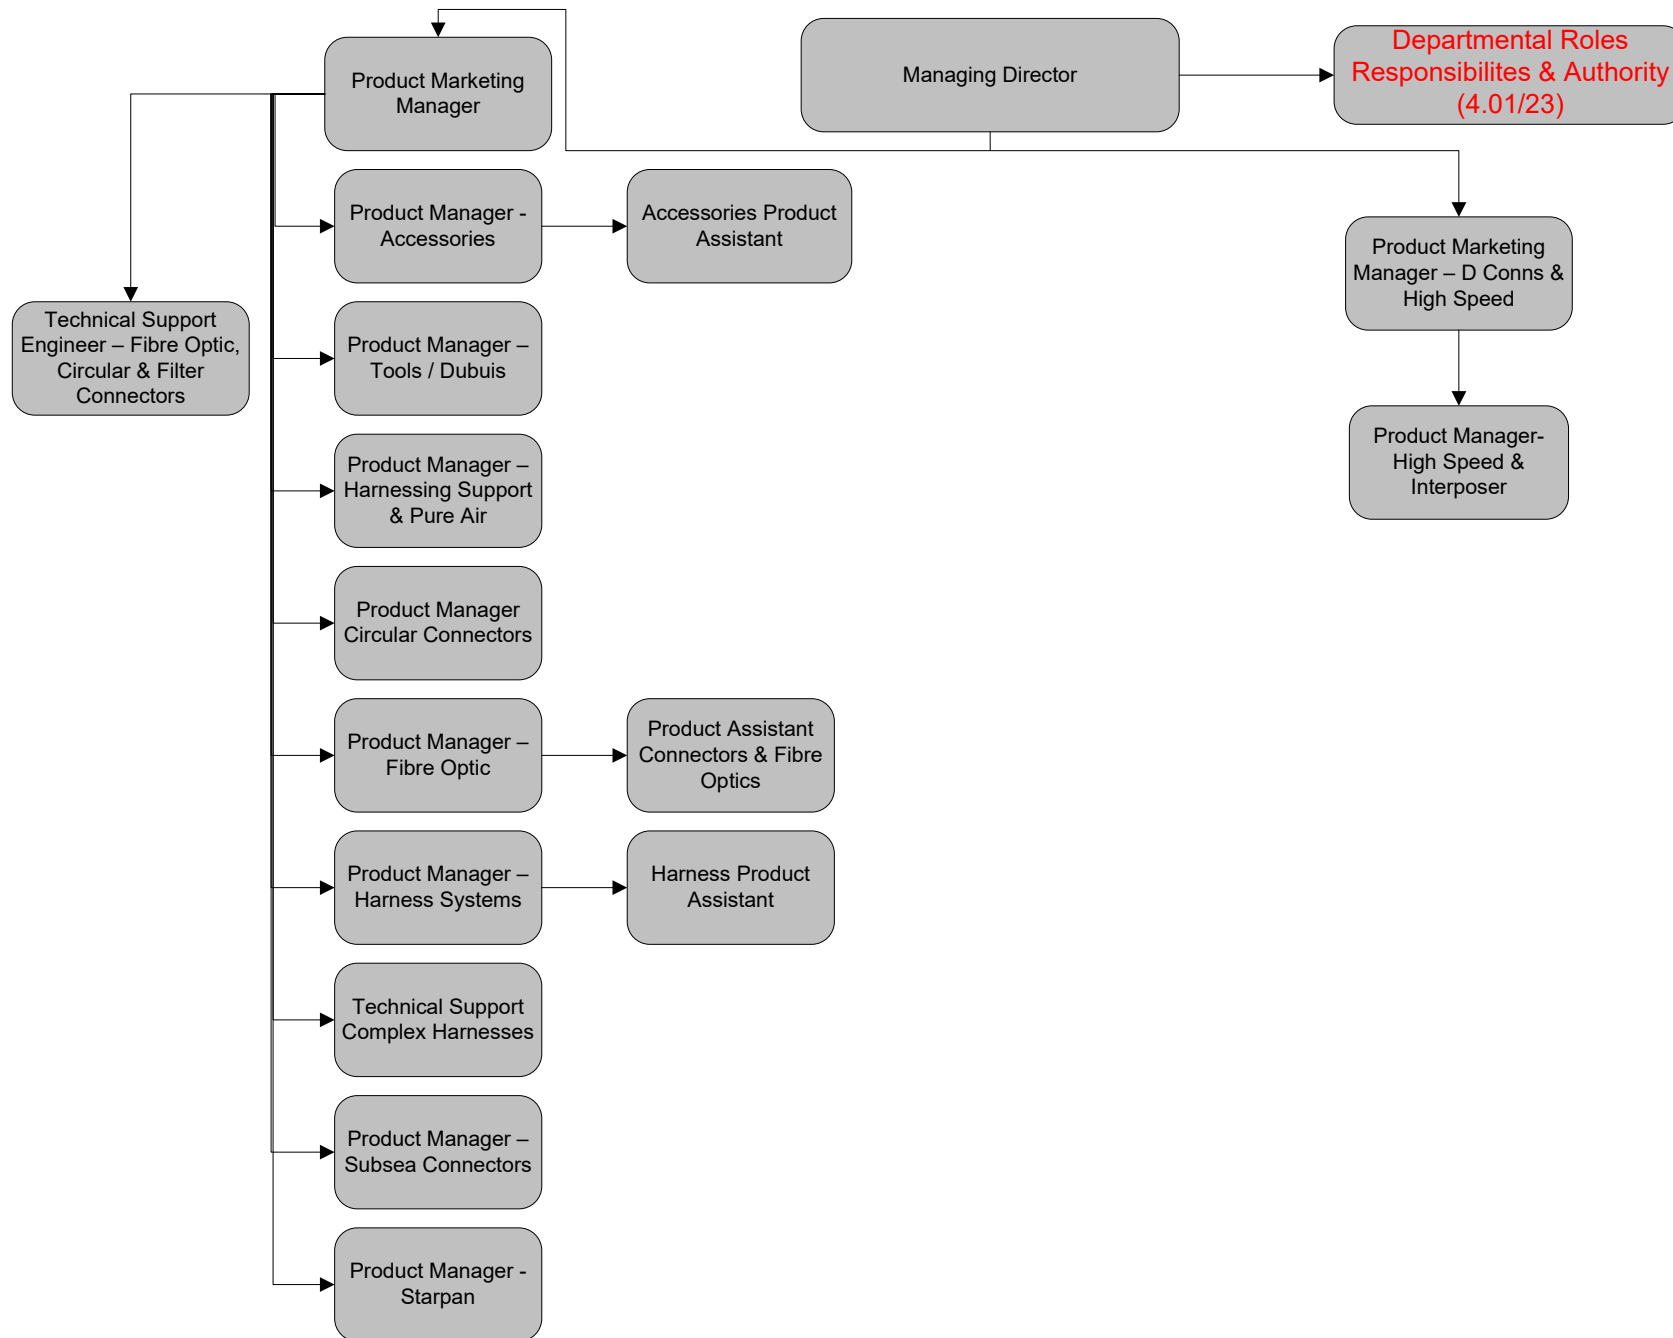 Product Marketing
Manager
Managing Director
Departmental Roles
Responsibilites & Authority
(4.01/23)
Product Manager -
Accessories
Accessories Product
Assistant
Product Marketing
Manager – D Conns &
High Speed
Technical Support
Engineer – Fibre Optic,
Circular & Filter
Connectors
Product Manager –
Tools / Dubuis
Product Manager-
High Speed &
Interposer
Product Manager –
Harnessing Support
& Pure Air
Product Manager
Circular Connectors
Product Manager –
Fibre Optic
Product Assistant
Connectors & Fibre
Optics
Product Manager –
Harness Systems
Harness Product
Assistant
Technical Support
Complex Harnesses
Product Manager –
Subsea Connectors
Product Manager -
Starpan